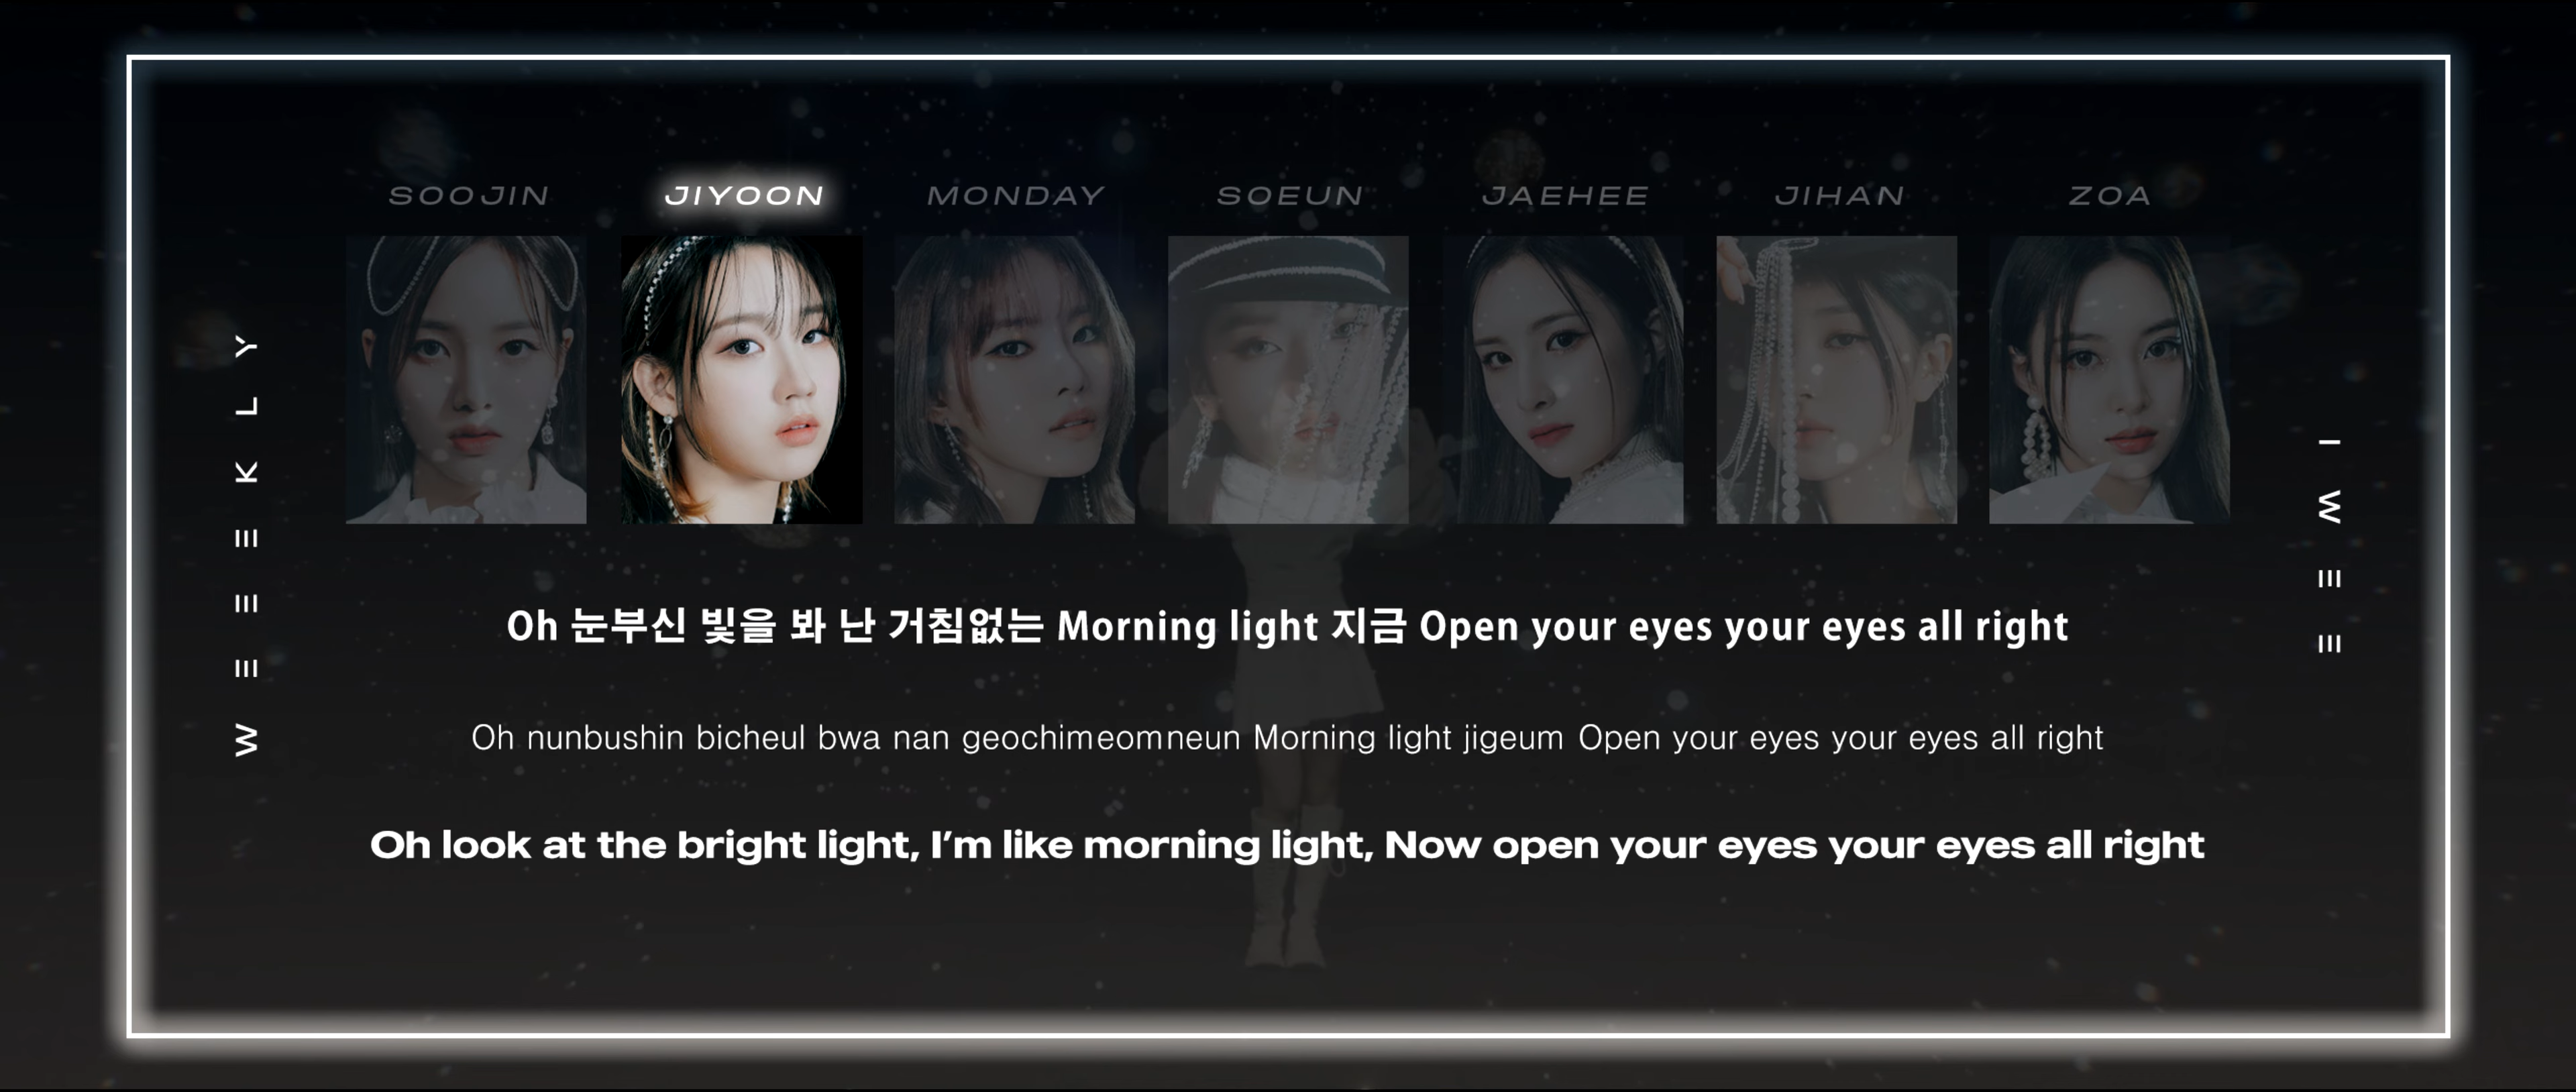 SOOJIN JIYOON MONDAY SOEUN JAEHEE JIHAN ZOA
WEEEKLY
I WEE
Oh 눈부신 빛을 봐 난 거침없는 Morning light 지금 Open your eyes your eyes all right
Oh nunbushin bicheul bwa nan geochimeomneun Morning light jigeum Open your eyes your eyes all right
Oh look at the bright light, I'm like morning light, Now open your eyes your eyes all right